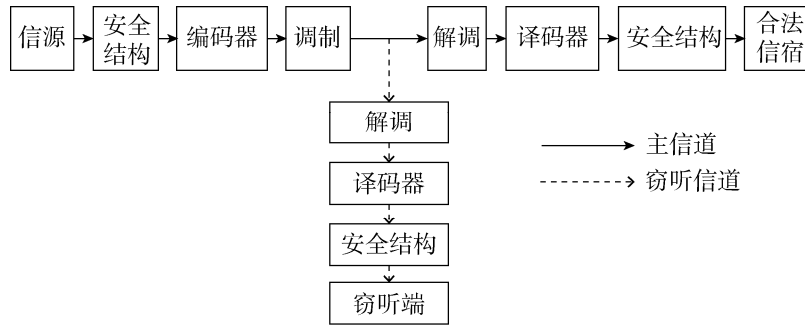 信源
安全
结构
编码器
调制
解调
译码器
安全结构
合法
信宿
解调
译码器
安全结构
窃听端
主信道
窃听信道